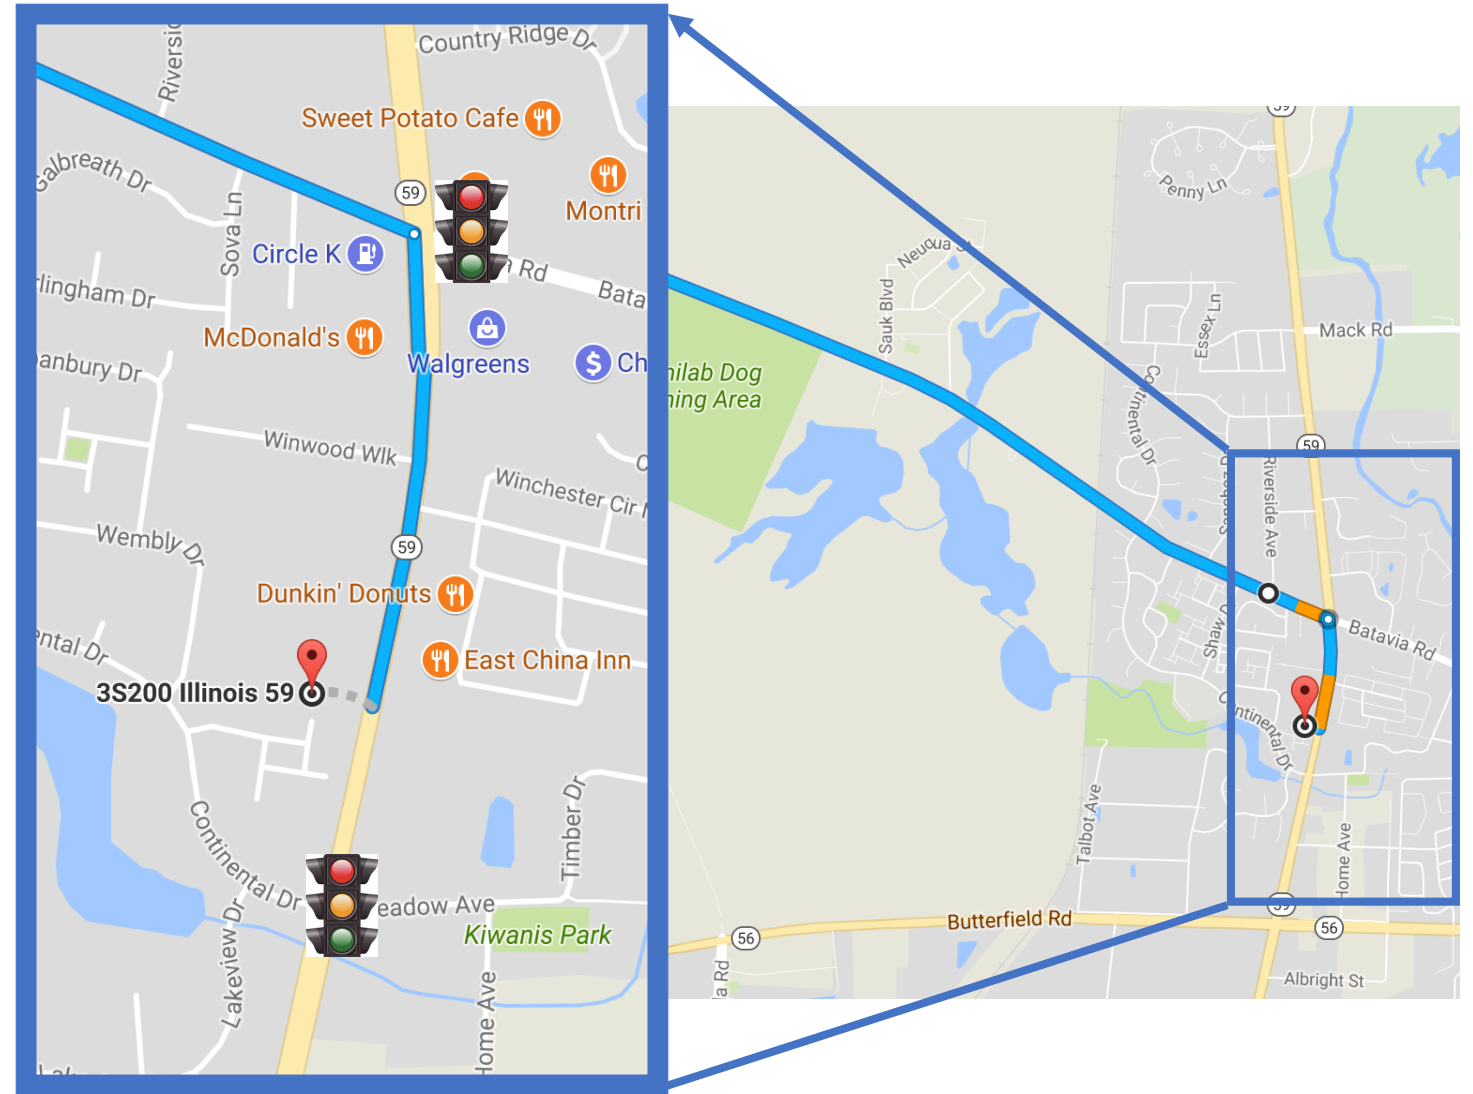 Country Ridge Dr
Sweet Potato Cafe
Galbreath Dr
59
Montri
Sova Ln
Circle K
Rd
Bata
lingham Dr
McDonald's
Walgreens
Ch
anbury Dr
Winwood Wlk
Winchester Cir
Wembly Dr
59
Dunkin' Donuts
ental Dr
East China Inn
3S200 Illinois 59
Continental Dr
Timber Dr
eadow Ave
Kiwanis Park
Lakeview Dr
Home Ave
59
Penny Ln
Neuqua St
Sauk Blvd
Essex Ln
Mack Rd
nilab Dog
ning Area
Continental Dr
59
Riverside Ave
Shaw D
Batavia Rd
Continental Dr
Talbot Ave
Home Ave
59
Butterfield Rd
56
56
a Rd
Albright St